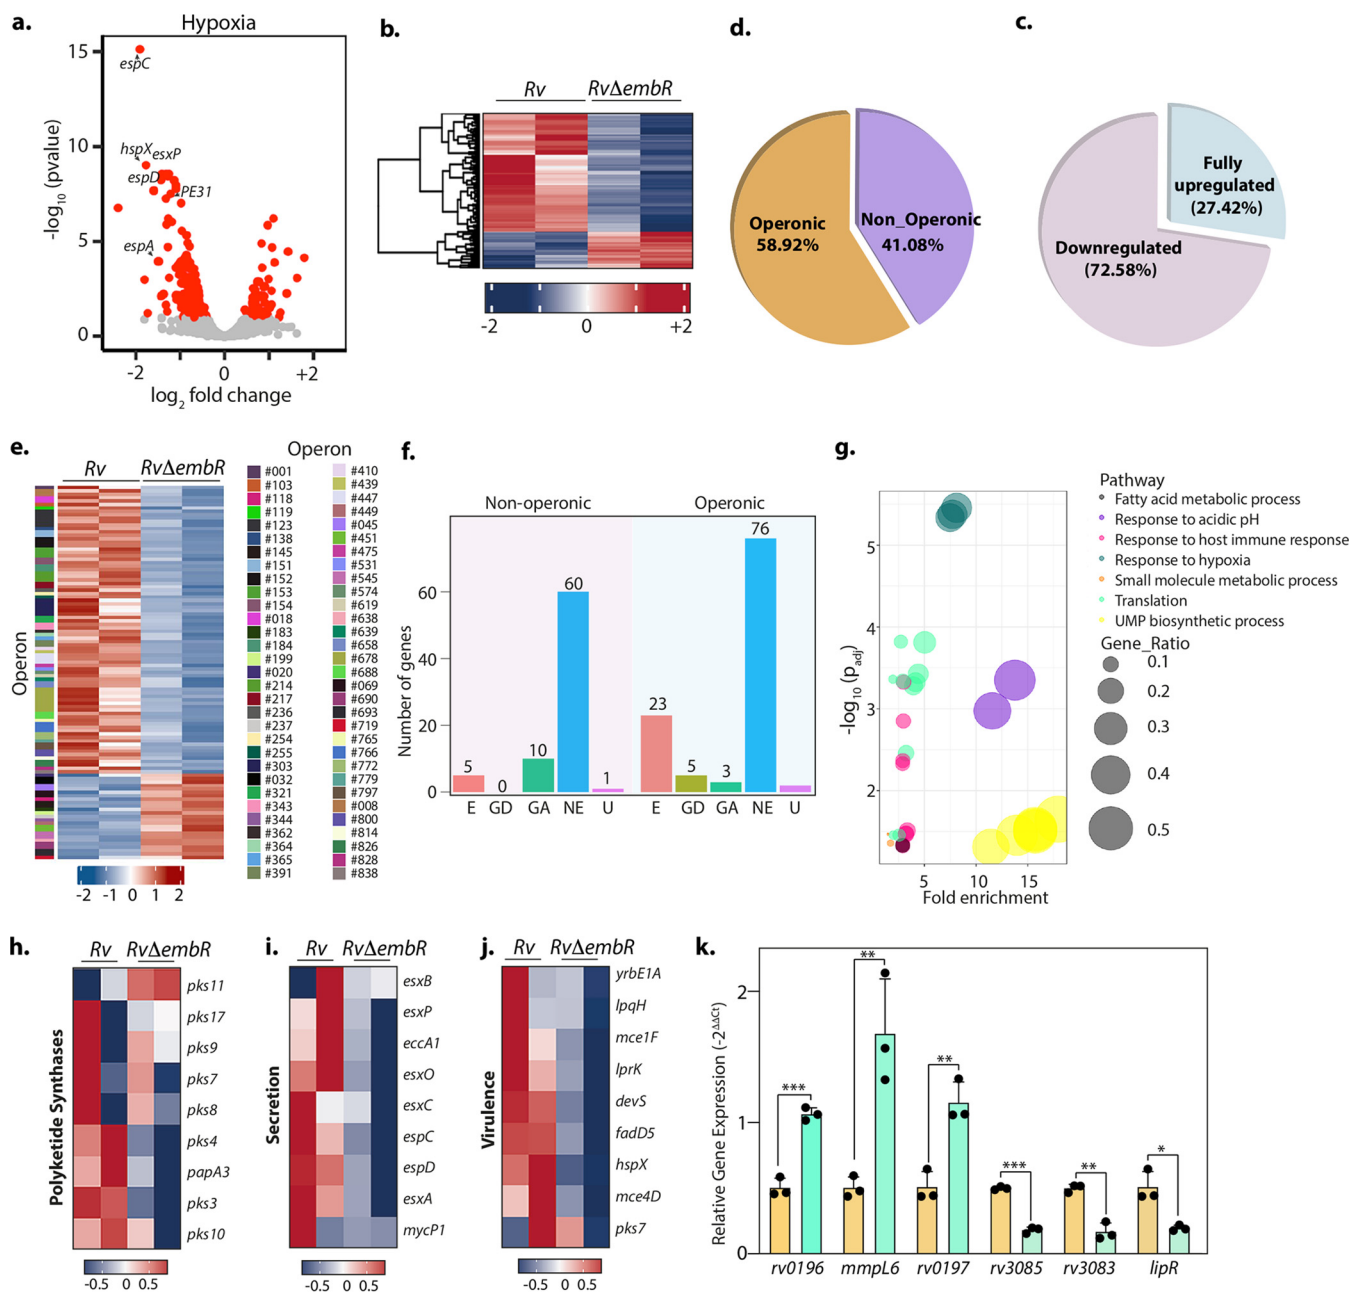 a.
Hypoxia
15
10
5
0
-log10 (pvalue)
espC
hspX
esxP
espD
PE31
espA
-2
0
+2
log2 fold change
b.
Rv
RvΔembR
-2
0
+2
d.
Operonic
58.92%
Non_Operonic
41.08%
c.
Fully
upregulated
(27.42%)
Downregulated
(72.58%)
e.
Rv
RvΔembR
Operon
-2 -1 0 1 2
Operon
#001
#103
#118
#119
#123
#138
#145
#151
#152
#153
#154
#018
#183
#184
#199
#020
#214
#217
#236
#237
#254
#255
#303
#032
#321
#343
#344
#362
#364
#365
#391
#410
#439
#447
#449
#045
#451
#475
#531
#545
#574
#619
#638
#639
#658
#678
#688
#069
#690
#693
#719
#765
#766
#772
#779
#797
#008
#800
#814
#826
#828
#838
f.
Non-operonic
Operonic
Number of genes
60
40
20
0
5
0
10
60
1
23
5
3
76
E GD GA NE U
E GD GA NE U
g.
-log10 (padj)
5
4
3
2
5 10 15
Fold enrichment
Pathway
Fatty acid metabolic process
Response to acidic pH
Response to host immune response
Response to hypoxia
Small molecule metabolic process
Translation
UMP biosynthetic process
Gene_Ratio
0.1
0.2
0.3
0.4
0.5
h.
Rv
RvΔembR
Polyketide Synthases
pks11
pks17
pks9
pks7
pks8
pks4
papA3
pks3
pks10
-0.5 0 0.5
i.
Rv
RvΔembR
Secretion
esxB
esxP
eccA1
esxO
esxC
espC
espD
esxA
mycP1
-0.5 0 0.5
j.
Rv
RvΔembR
Virulence
yrbE1A
lpqH
mce1F
lprK
devS
fadD5
hspX
mce4D
pks7
-0.5 0 0.5
k.
Relative Gene Expression (-2ΔΔCt)
2
1
0
***
**
**
***
**
*
rv0196
mmpL6
rv0197
rv3085
rv3083
lipR